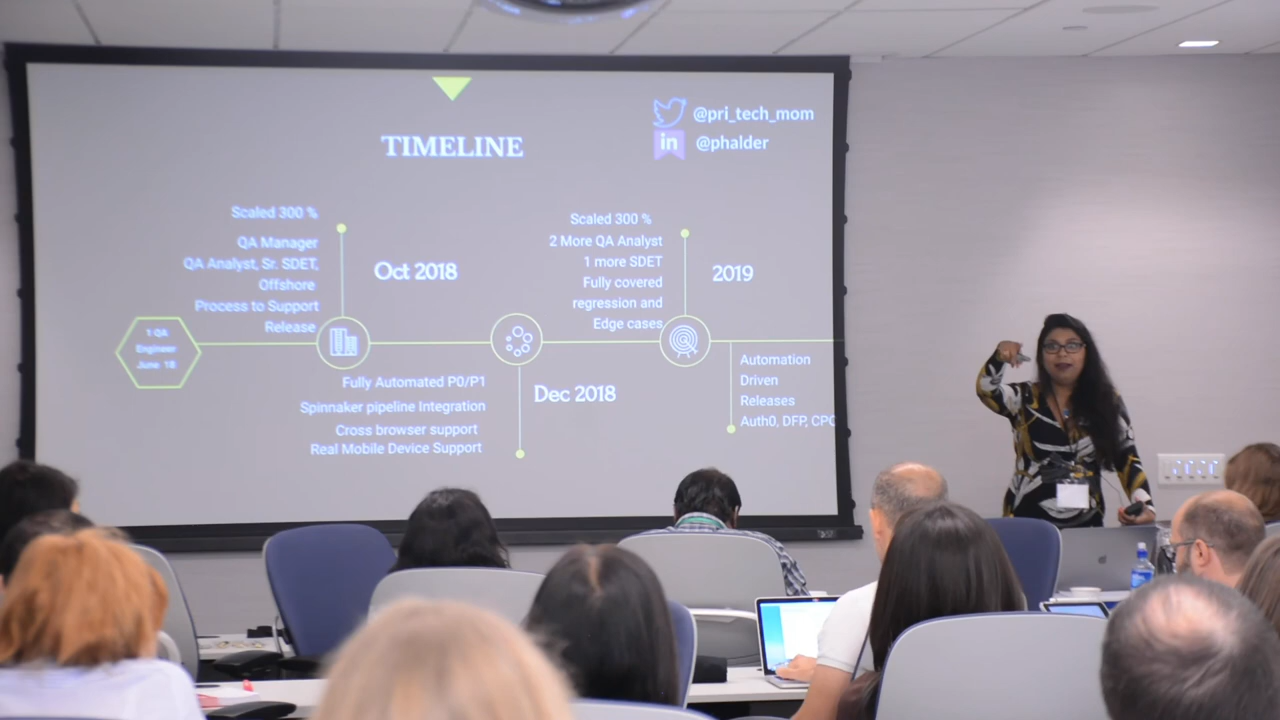 @pri_tech_mom
in @phalder
TIMELINE
Scaled 300 %
QA Manager
QA Analyst, Sr. SDET,
Offshore
Process to Support
Release
Oct 2018
Scaled 300 %
2 More QA Analyst
1 more SDET
Fully covered
regression and
Edge cases
2019
1 QA
Engineer
June 18
Fully Automated P0/P1
Spinnaker pipeline Integration
Cross browser support
Real Mobile Device Support
Dec 2018
Automation
Driven
Releases
Auth0, DFP, CPC